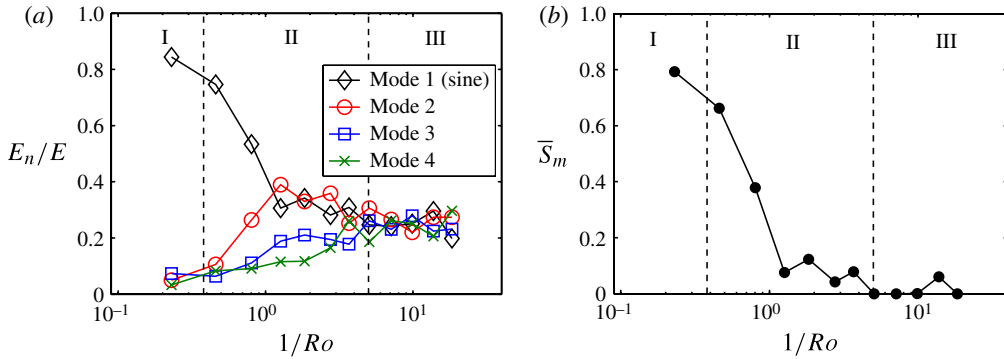 (a)
I II III
1.0
0.8
0.6
0.4
0.2
0
E_n/E
Mode 1 (sine)
Mode 2
Mode 3
Mode 4
10^{-1} 10^0 10^1
1/Ro
(b)
I II III
1.0
0.8
0.6
0.4
0.2
0
S̅_m
10^{-1} 10^0 10^1
1/Ro